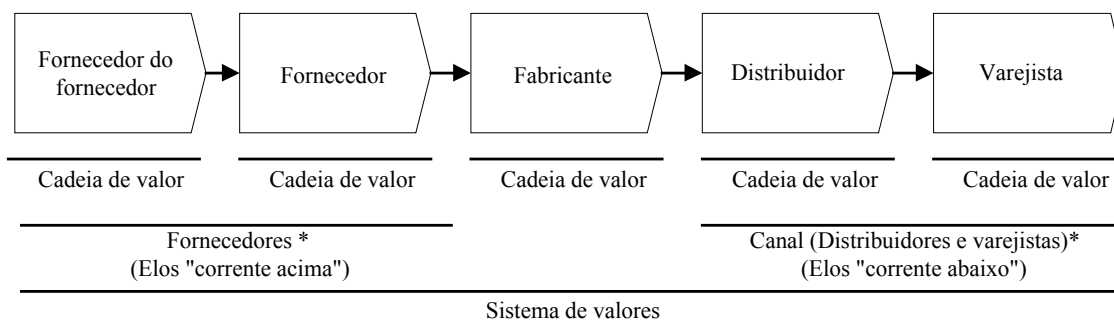 Fornecedor do
fornecedor
Fornecedor
Fabricante
Distribuidor
Varejista
Cadeia de valor
Cadeia de valor
Cadeia de valor
Cadeia de valor
Cadeia de valor
Fornecedores *
(Elos "corrente acima")
Canal (Distribuidores e varejistas)*
(Elos "corrente abaixo")
Sistema de valores